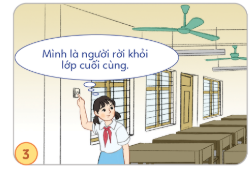 Mình là người rời khỏi
lớp cuối cùng.
3